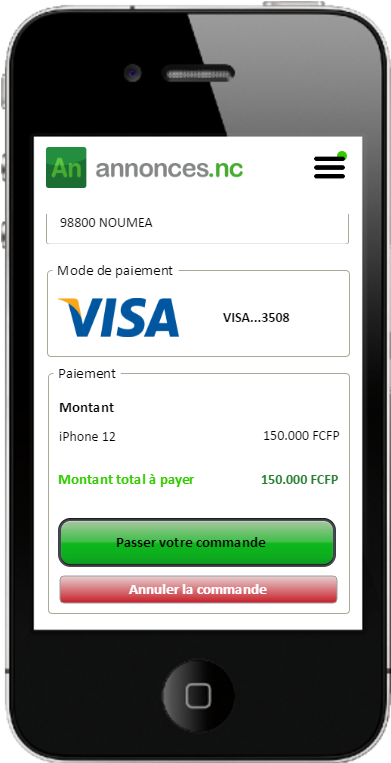 An annonces.nc
98800 NOUMEA
Mode de paiement
VISA VISA...3508
Paiement
Montant
iPhone 12 150.000 FCFP
Montant total à payer 150.000 FCFP
Passer votre commande
Annuler la commande